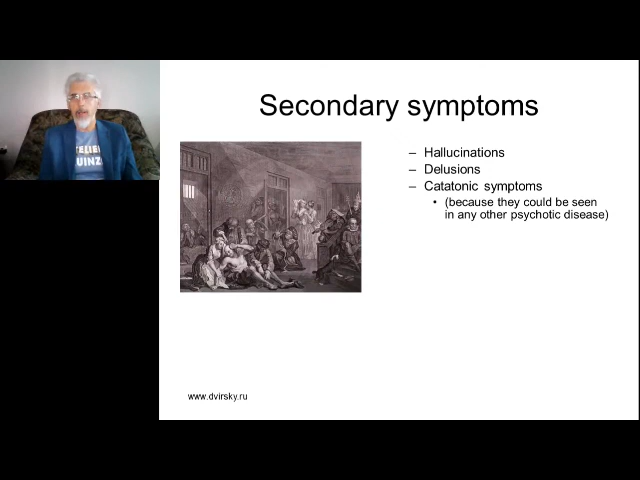 Secondary symptoms
– Hallucinations
– Delusions
– Catatonic symptoms
• (because they could be seen
in any other psychotic disease)
www.dvirsky.ru